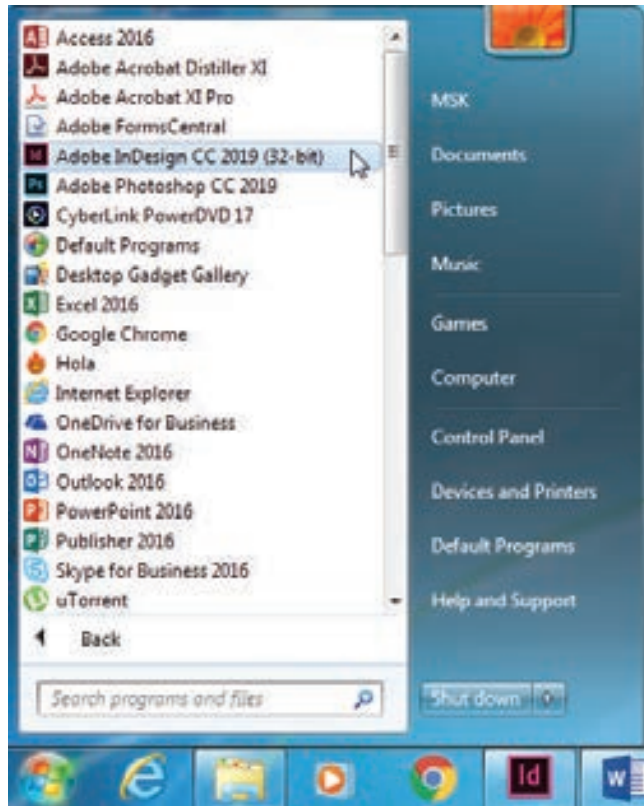 Access 2016
Adobe Acrobat Distiller XI
Adobe Acrobat XI Pro
Adobe FormsCentral
Adobe InDesign CC 2019 (32-bit)
Adobe Photoshop CC 2019
CyberLink PowerDVD 17
Default Programs
Desktop Gadget Gallery
Excel 2016
Google Chrome
Hola
Internet Explorer
OneDrive for Business
OneNote 2016
Outlook 2016
PowerPoint 2016
Publisher 2016
Skype for Business 2016
uTorrent
Back
Search programs and files
MSK
Documents
Pictures
Music
Games
Computer
Control Panel
Devices and Printers
Default Programs
Help and Support
Shut down
Id
W